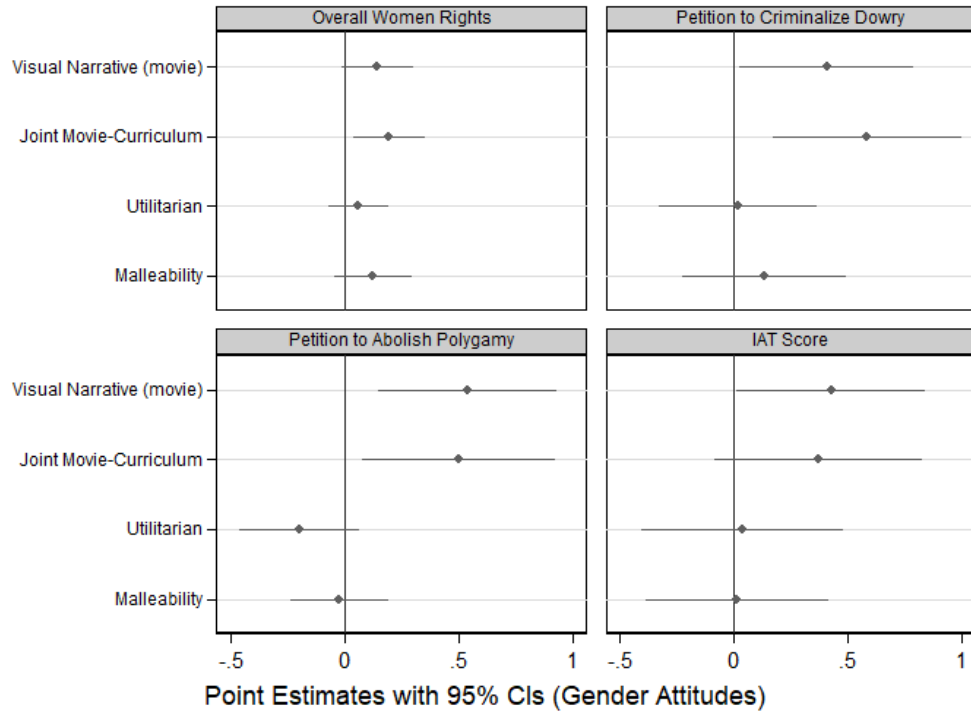 Overall Women Rights
Petition to Criminalize Dowry
Visual Narrative (movie)
Joint Movie-Curriculum
Utilitarian
Malleability
Petition to Abolish Polygamy
IAT Score
Visual Narrative (movie)
Joint Movie-Curriculum
Utilitarian
Malleability
-.5 0 .5 1
-.5 0 .5 1
Point Estimates with 95% CIs (Gender Attitudes)